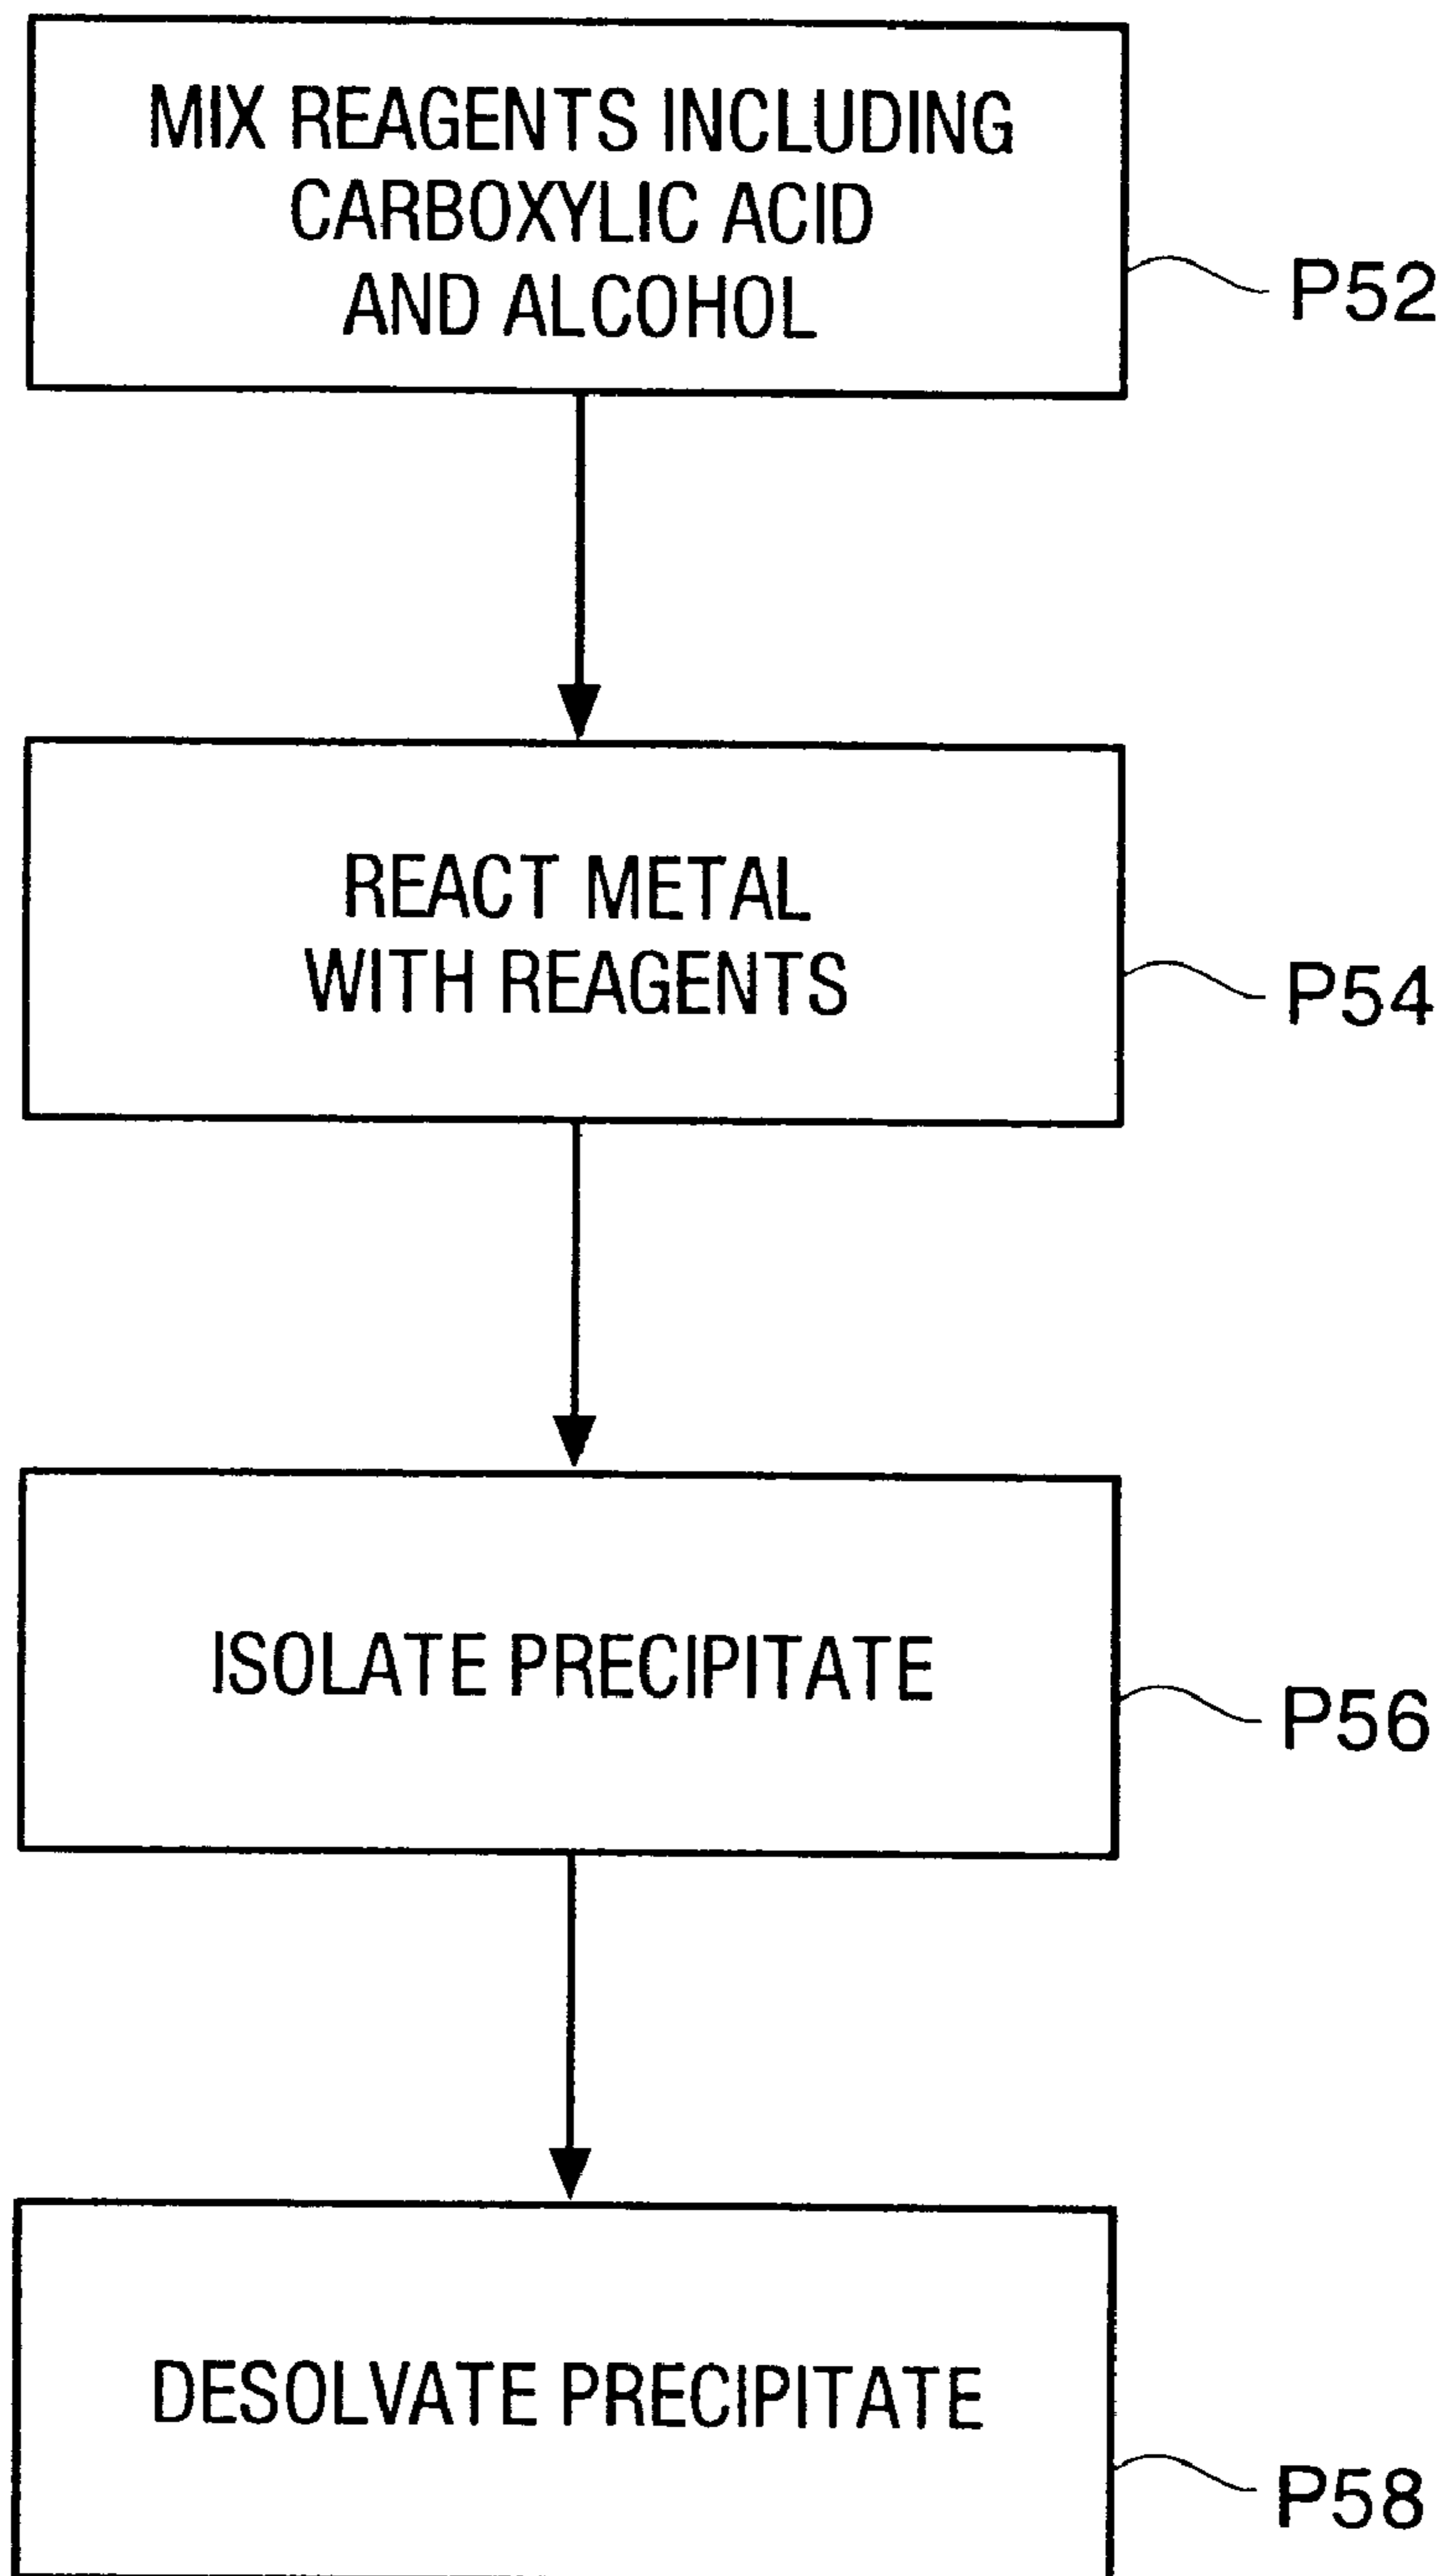 MIX REAGENTS INCLUDING
CARBOXYLIC ACID
AND ALCOHOL
P52
REACT METAL
WITH REAGENTS
P54
ISOLATE PRECIPITATE
P56
DESOLVATE PRECIPITATE
P58